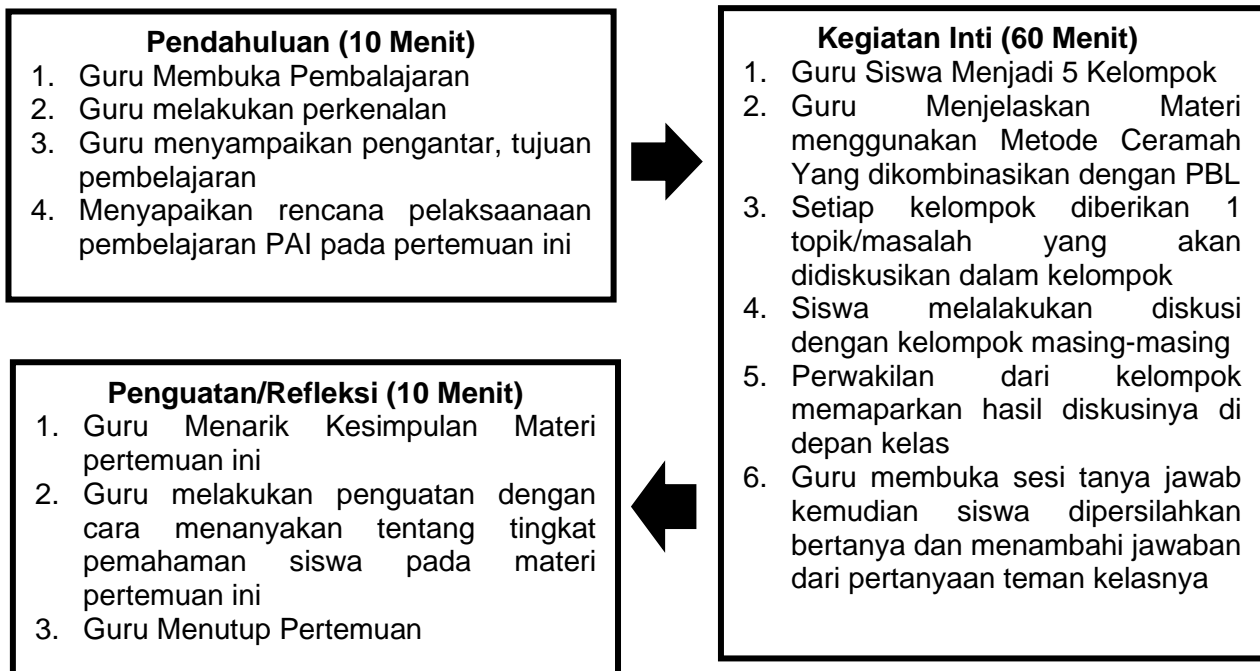 Pendahuluan (10 Menit)
1. Guru Membuka Pembalajaran
2. Guru melakukan perkenalan
3. Guru menyampaikan pengantar, tujuan
pembelajaran
4. Menyapaikan rencana pelaksaanaan
pembelajaran PAI pada pertemuan ini
Kegiatan Inti (60 Menit)
1. Guru Siswa Menjadi 5 Kelompok
2. Guru Menjelaskan Materi
menggunakan Metode Ceramah
Yang dikombinasikan dengan PBL
3. Setiap kelompok diberikan 1
topik/masalah yang akan
didiskusikan dalam kelompok
4. Siswa melalakukan diskusi
dengan kelompok masing-masing
5. Perwakilan dari kelompok
memaparkan hasil diskusinya di
depan kelas
6. Guru membuka sesi tanya jawab
kemudian siswa dipersilahkan
bertanya dan menambahi jawaban
dari pertanyaan teman kelasnya
Penguatan/Refleksi (10 Menit)
1. Guru Menarik Kesimpulan Materi
pertemuan ini
2. Guru melakukan penguatan dengan
cara menanyakan tentang tingkat
pemahaman siswa pada materi
pertemuan ini
3. Guru Menutup Pertemuan